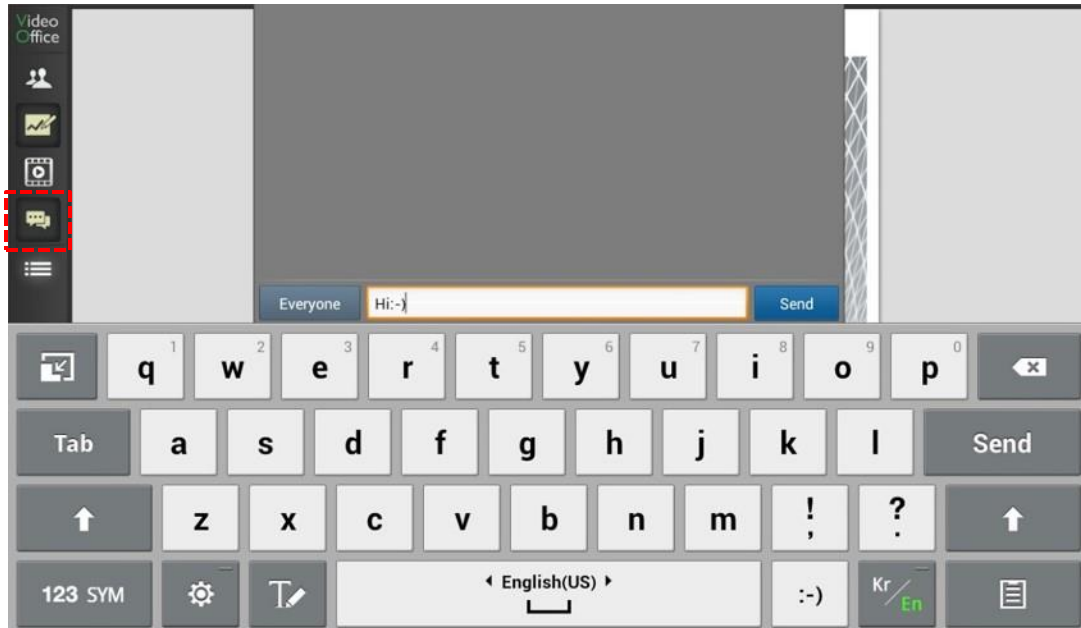 Video
Office
Everyone Hi:-) Send
q 1 w 2 e 3 r 4 t 5 y 6 u 7 i 8 o 9 p 0
Tab a s d f g h j k l Send
z x c v b n m ! , ? .
123 SYM English(US) :-) Kr/En